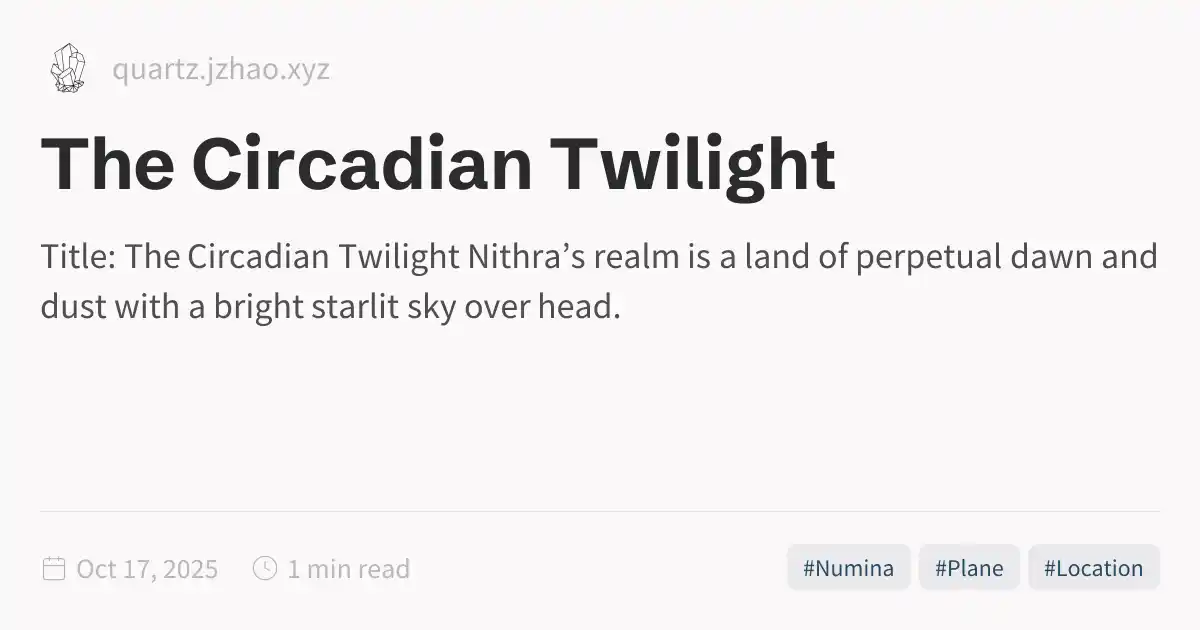 quartz.jzhao.xyz
The Circadian Twilight
Title: The Circadian Twilight Nithra’s realm is a land of perpetual dawn and
dust with a bright starlit sky over head.
Oct 17, 2025
1 min read
#Numina
#Plane
#Location